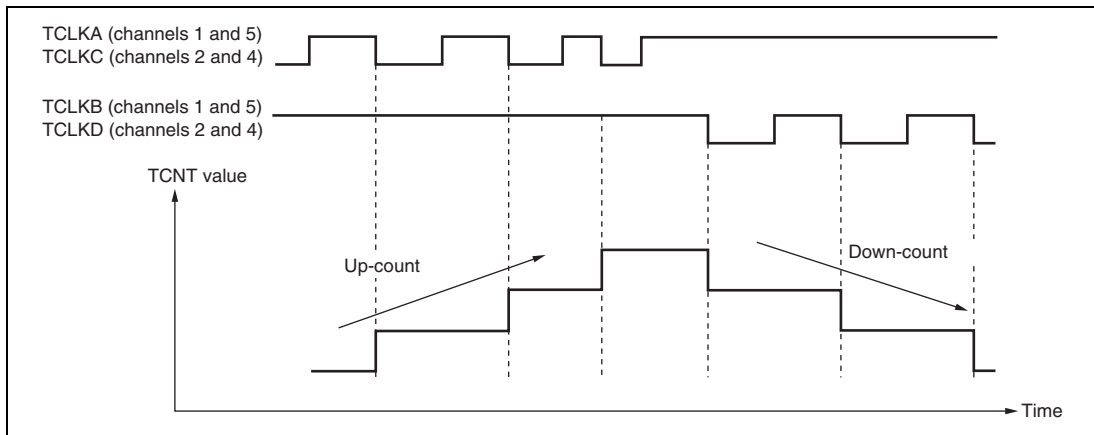 TCLKA (channels 1 and 5)
TCLKC (channels 2 and 4)
TCLKB (channels 1 and 5)
TCLKD (channels 2 and 4)
TCNT value
Up-count
Down-count
Time